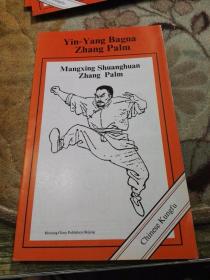 Yin-Yang Bagua
Zhang Palm
Mangxing Shuanghuan
Zhang Palm
Chinese Kungfu